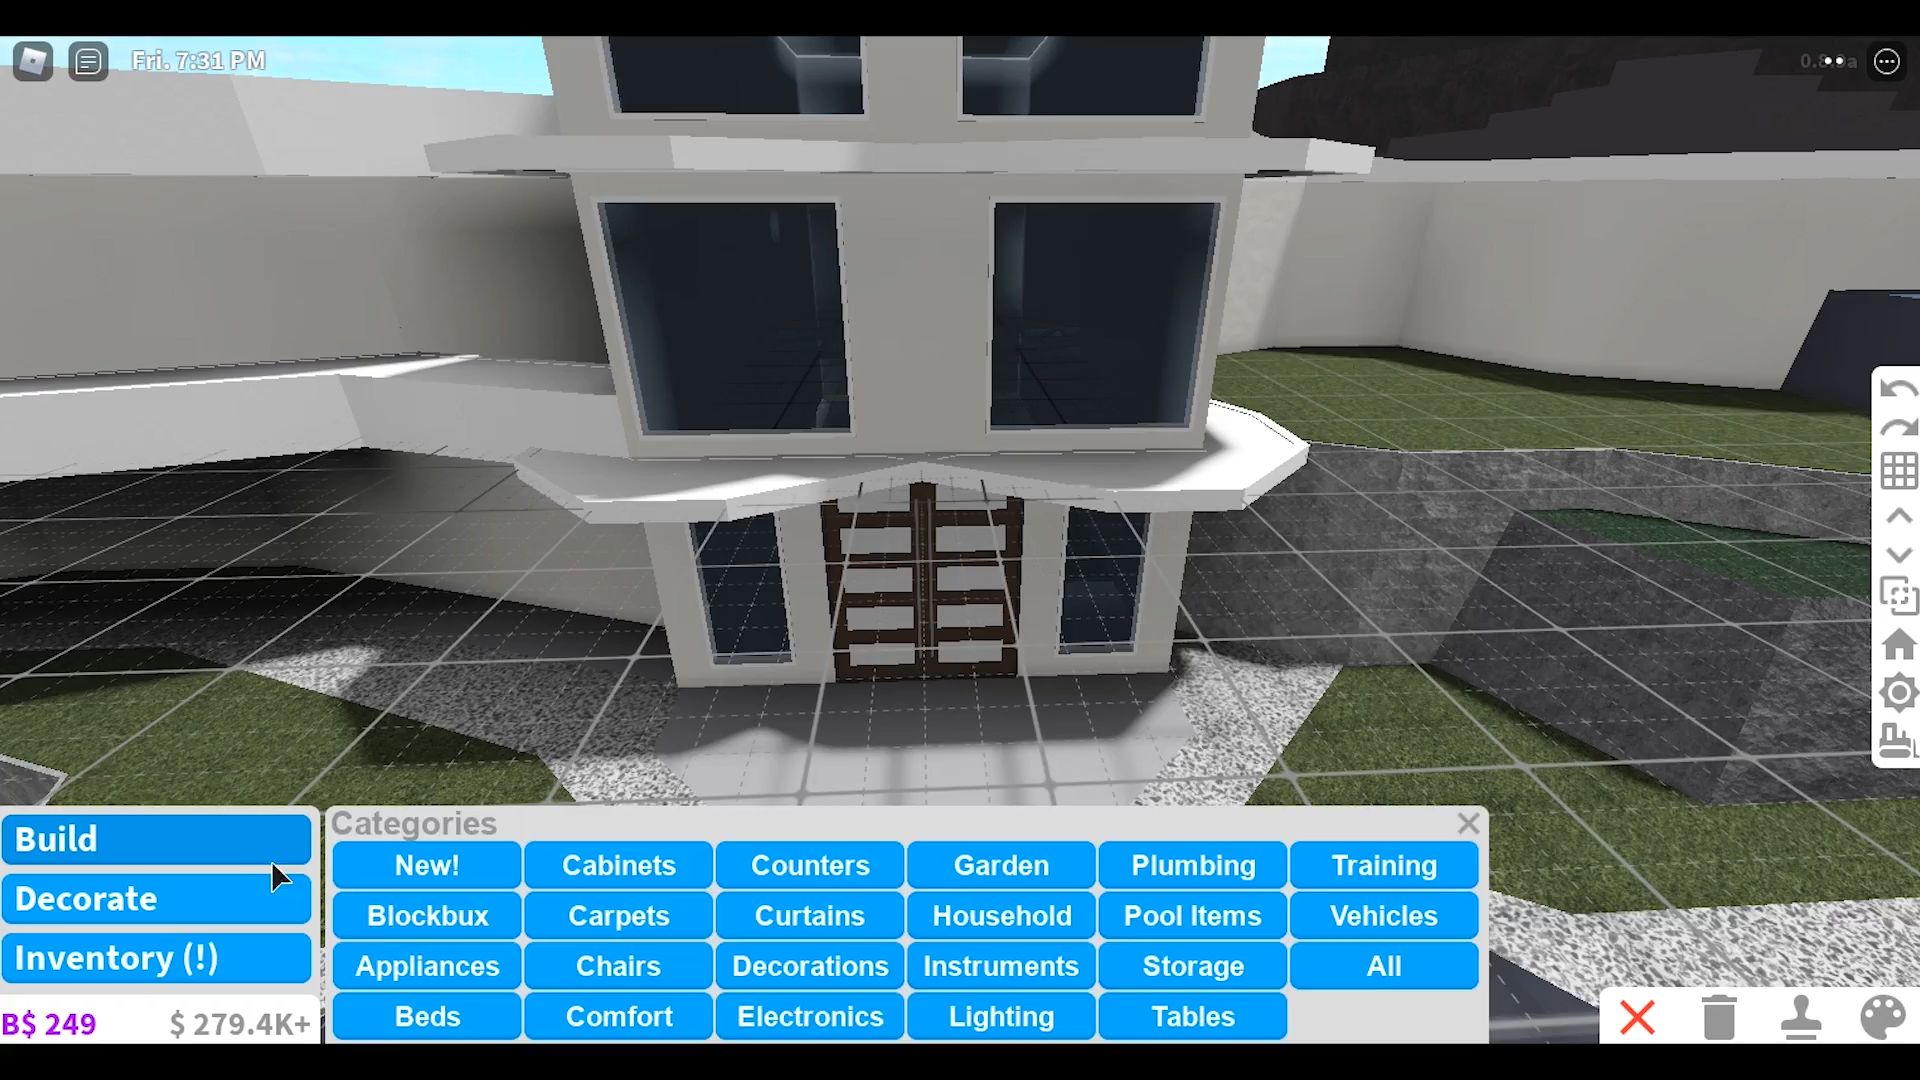 Fri. 7:31 PM
Build
Decorate
Inventory (!)
B$ 249
$ 279.4K+
Categories
New!
Cabinets
Counters
Garden
Plumbing
Training
Blockbux
Carpets
Curtains
Household
Pool Items
Vehicles
Appliances
Chairs
Decorations
Instruments
Storage
All
Beds
Comfort
Electronics
Lighting
Tables